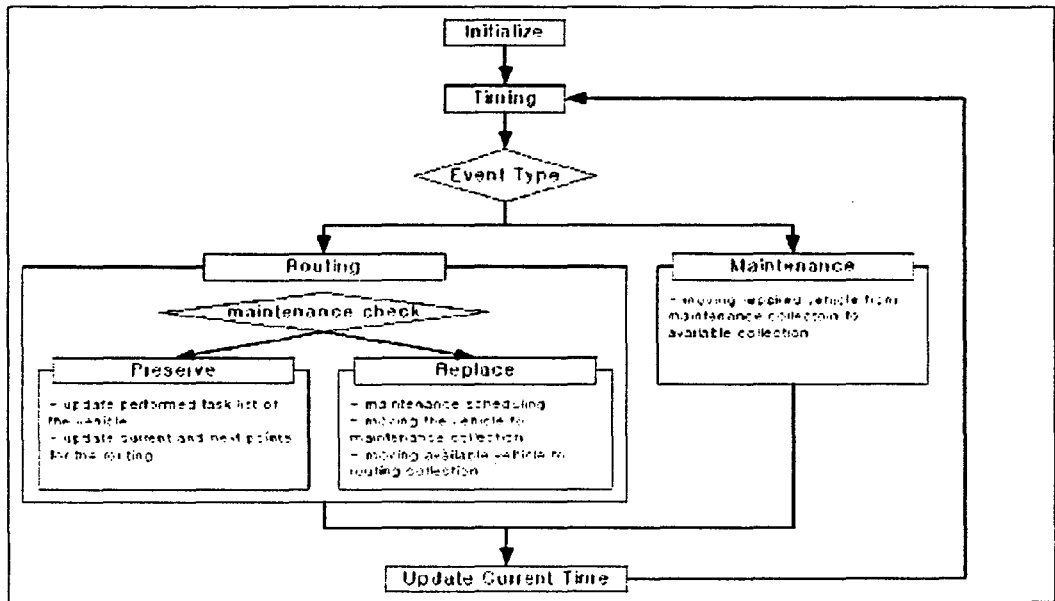 Initialize
Timing
Event Type
Routing
Maintenance
- moving repaired vehicle from
maintenance collectoin to
available collection
maintenance check
Preserve
- update performed task list of
the vehicle
- update current and next points
for the routing
Replace
- maintenance scheduling
- moving the vehicle to
maintenance collection
- moving available vehicle to
routing collection
Update Current Time